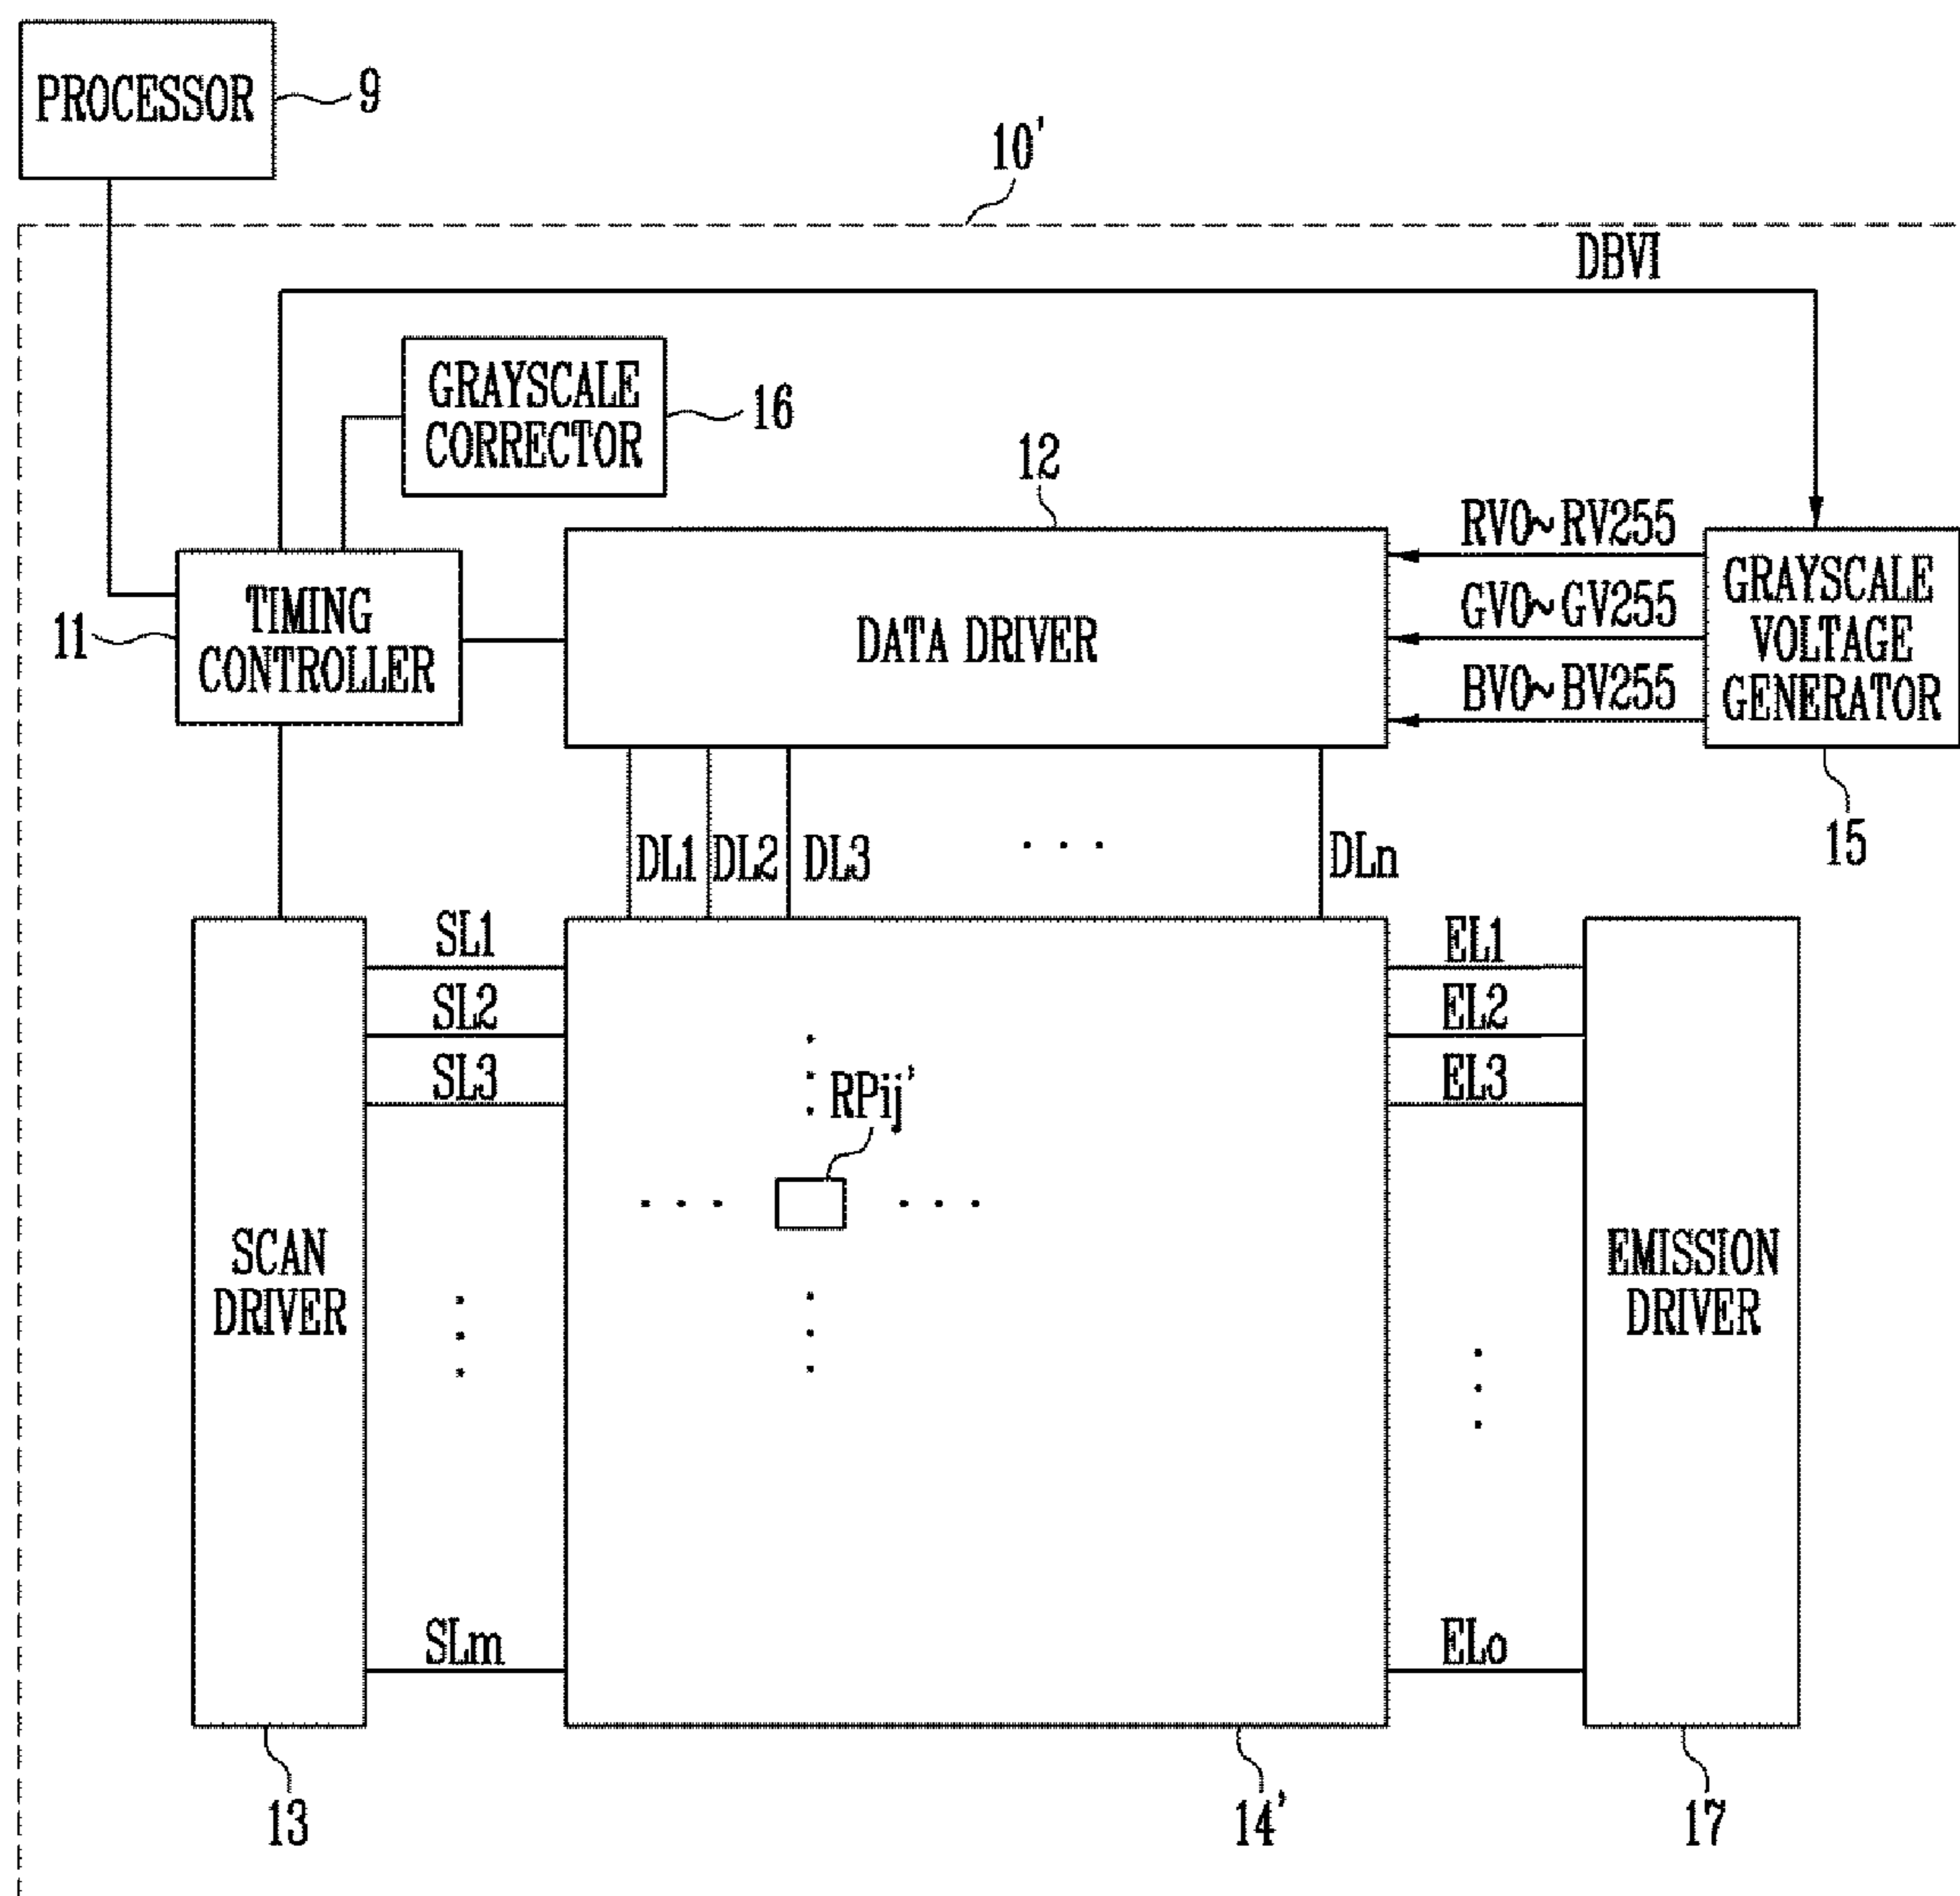 PROCESSOR
9
10'
DBVI
GRAYSCALE
CORRECTOR
16
12
RV0~RV255
GV0~GV255
BV0~BV255
GRAYSCALE
VOLTAGE
GENERATOR
15
11
TIMING
CONTROLLER
DATA DRIVER
DL1
DL2
DL3
. . .
DLn
SL1
SL2
SL3
SLm
EL1
EL2
EL3
ELo
RPij'
SCAN
DRIVER
EMISSION
DRIVER
13
14'
17